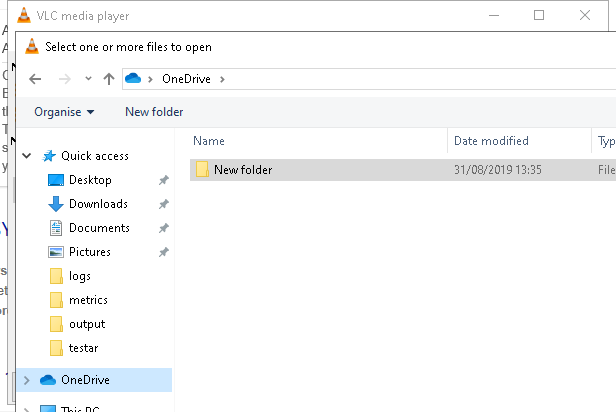 VLC media player
Select one or more files to open
OneDrive
Organise
New folder
Name
Date modified
Typ
New folder
31/08/2019 13:35
File
Quick access
Desktop
Downloads
Documents
Pictures
logs
metrics
output
testar
OneDrive
This PC